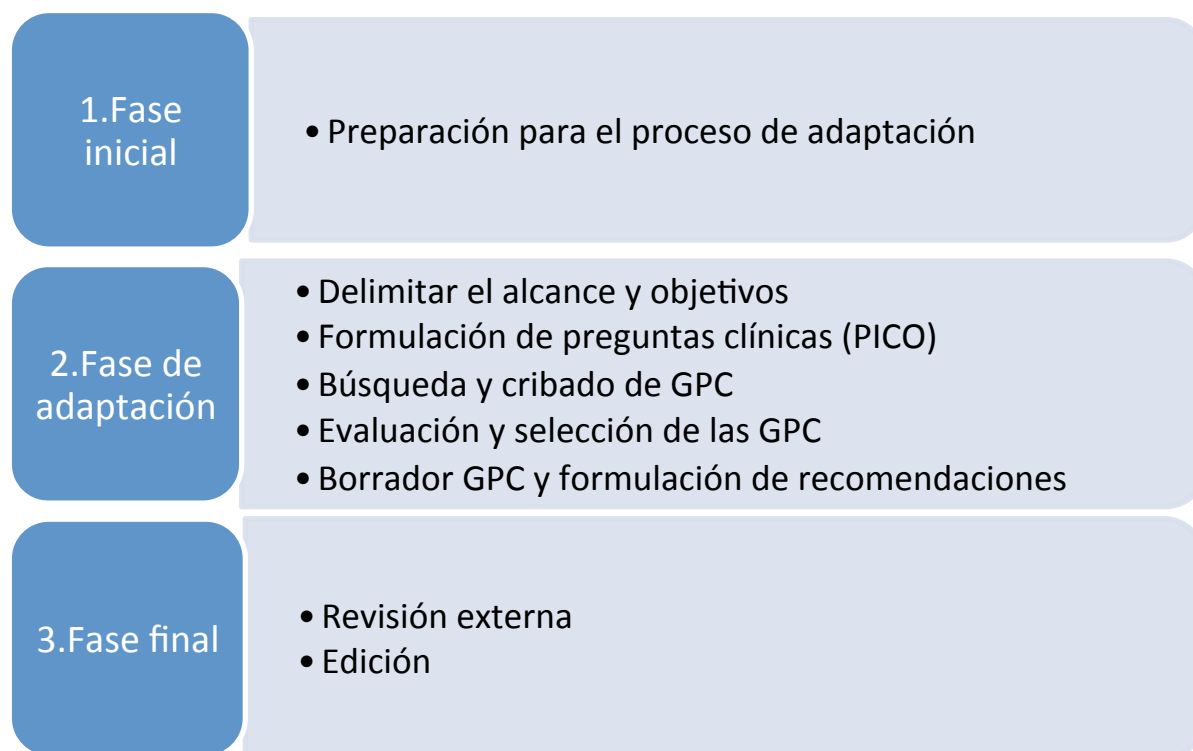 1.Fase
inicial
• Preparación para el proceso de adaptación
2.Fase de
adaptación
• Delimitar el alcance y objetivos
• Formulación de preguntas clínicas (PICO)
• Búsqueda y cribado de GPC
• Evaluación y selección de las GPC
• Borrador GPC y formulación de recomendaciones
3.Fase final
• Revisión externa
• Edición